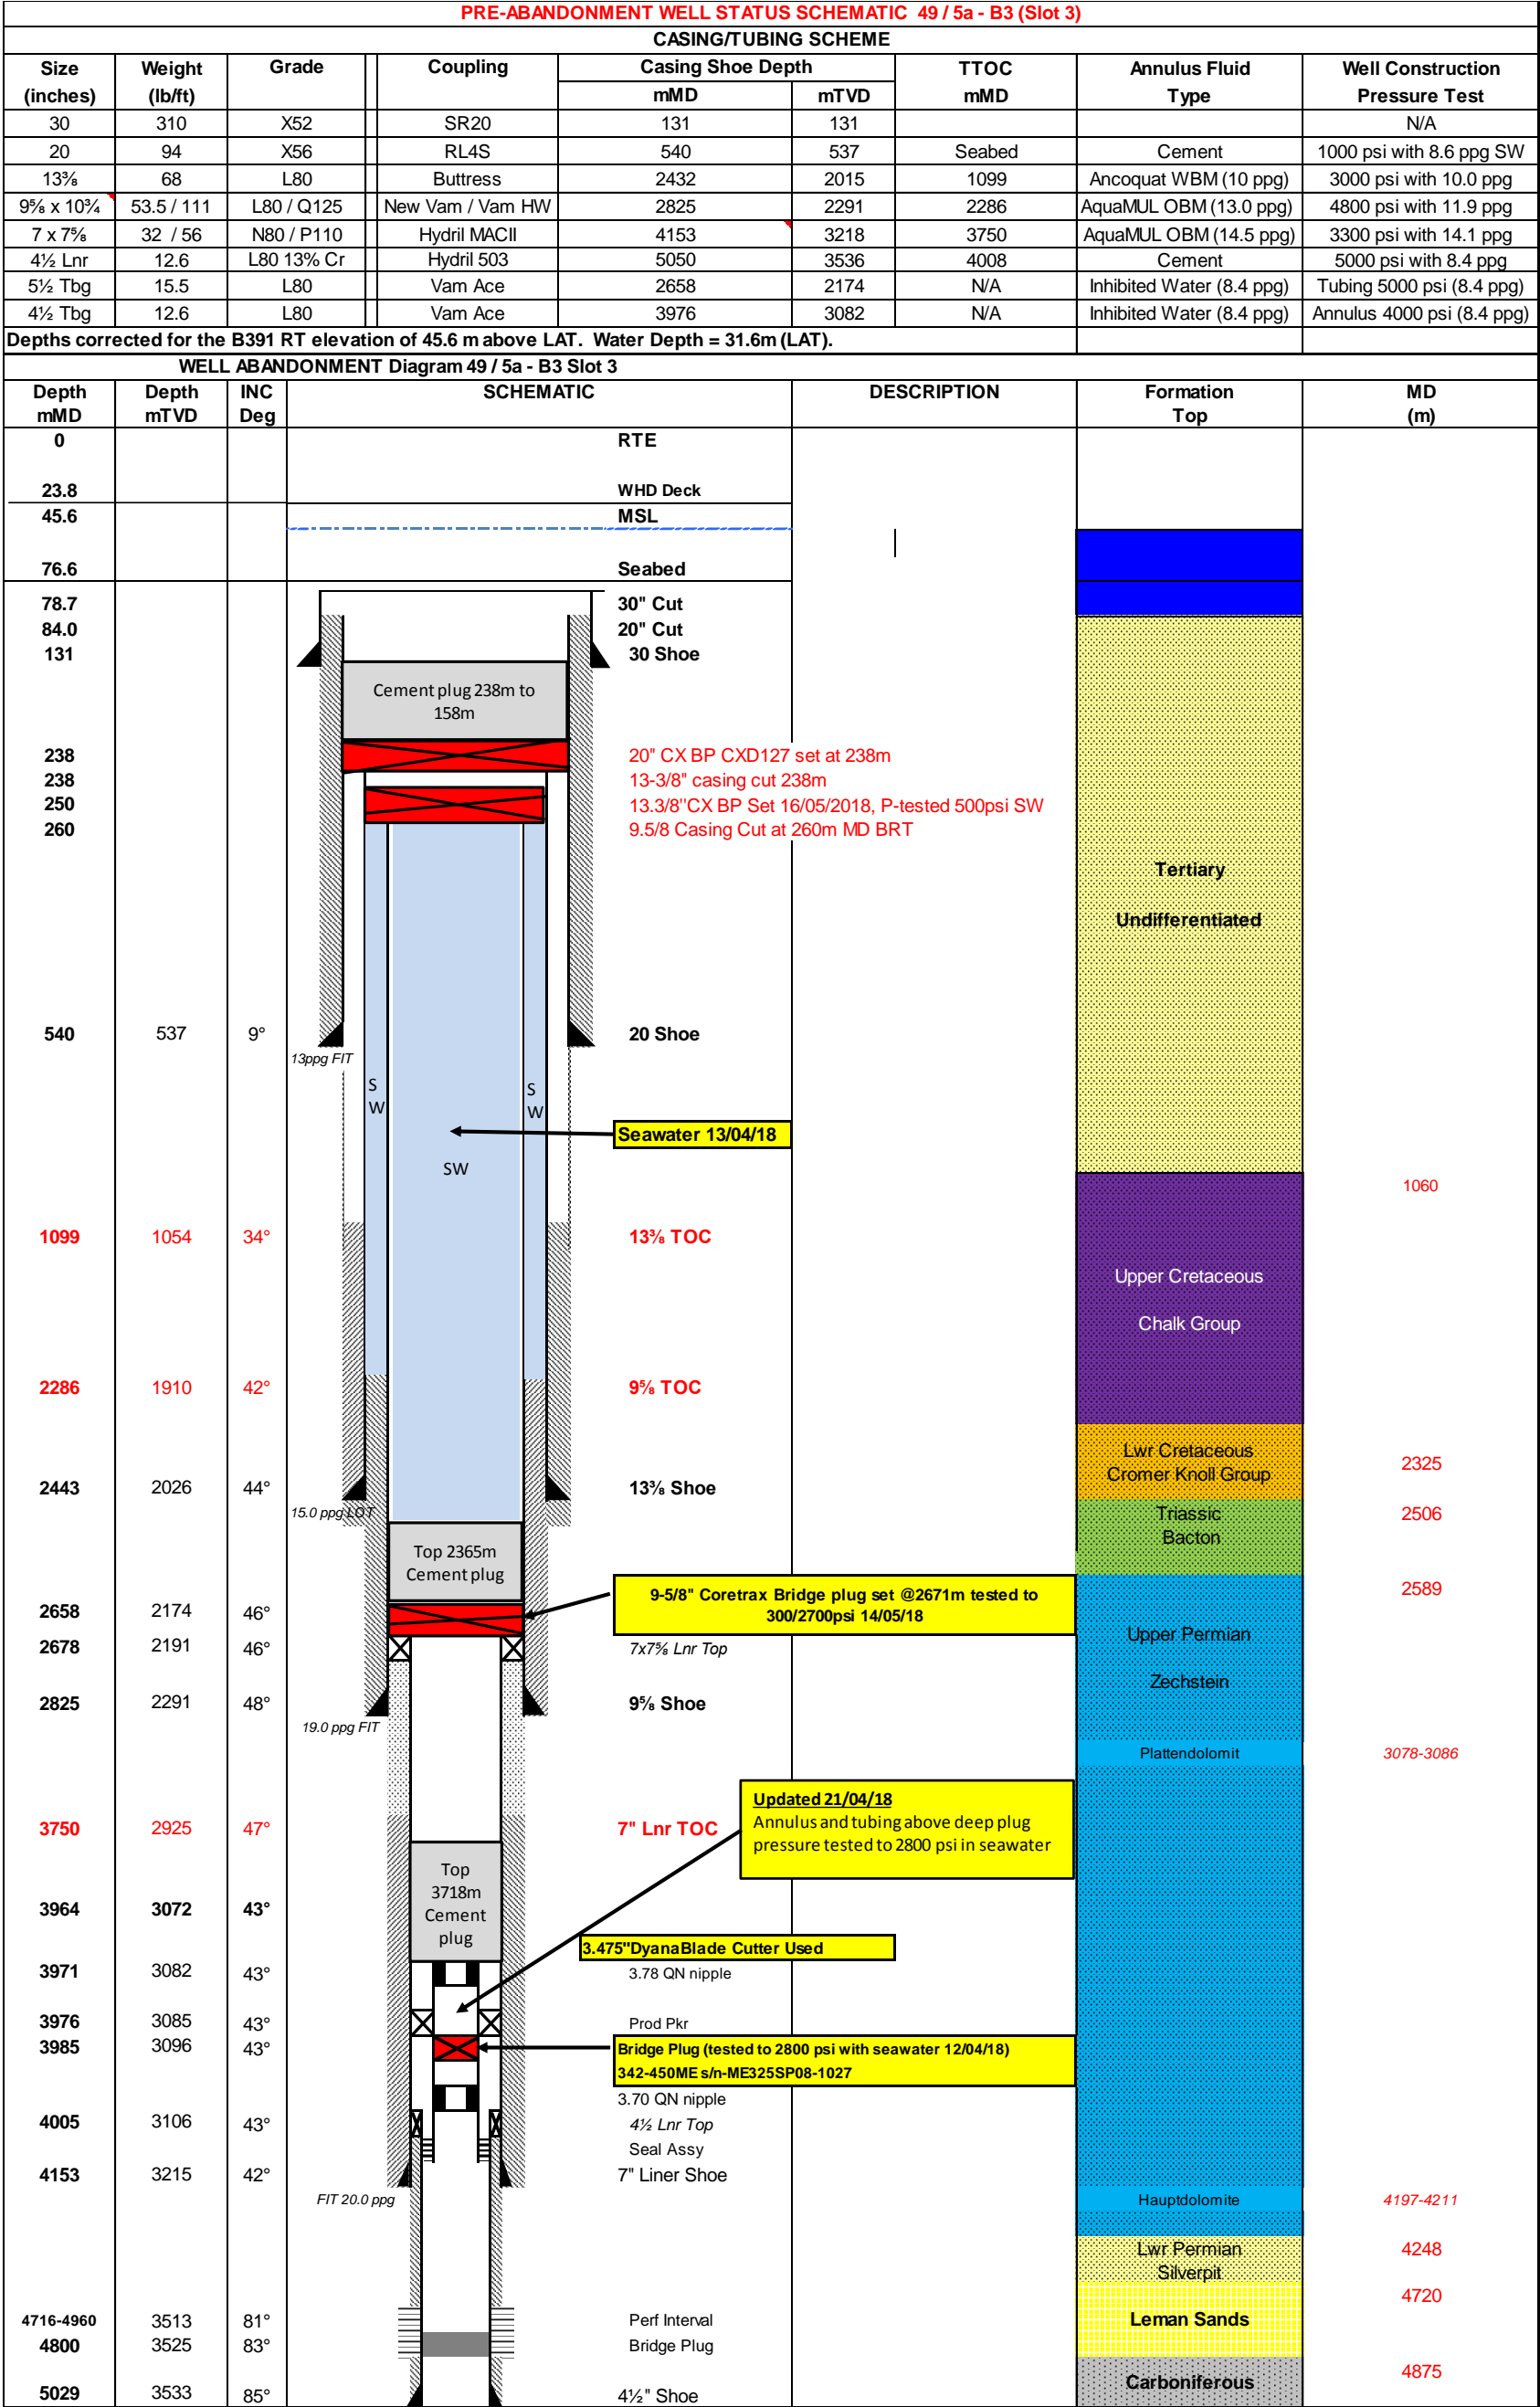 PRE-ABANDONMENT WELL STATUS SCHEMATIC 49 / 5a - B3 (Slot 3)
CASING/TUBING SCHEME
Size Weight Grade Coupling Casing Shoe Depth TTOC Annulus Fluid Well Construction
(inches) (lb/ft) mMD mTVD mMD Type Pressure Test
30 310 X52 SR20 131 131 N/A
20 94 X56 RL4S 540 537 Seabed Cement 1000 psi with 8.6 ppg SW
13⅜ 68 L80 Buttress 2432 2015 1099 Ancoquat WBM (10 ppg) 3000 psi with 10.0 ppg
9⅝ x 10¾ 53.5 / 111 L80 / Q125 New Vam / Vam HW 2825 2291 2286 AquaMUL OBM (13.0 ppg) 4800 psi with 11.9 ppg
7 x 7⅝ 32 / 56 N80 / P110 Hydril MACII 4153 3218 3750 AquaMUL OBM (14.5 ppg) 3300 psi with 14.1 ppg
4½ Lnr 12.6 L80 13% Cr Hydril 503 5050 3536 4008 Cement 5000 psi with 8.4 ppg
5½ Tbg 15.5 L80 Vam Ace 2658 2174 N/A Inhibited Water (8.4 ppg) Tubing 5000 psi (8.4 ppg)
4½ Tbg 12.6 L80 Vam Ace 3976 3082 N/A Inhibited Water (8.4 ppg) Annulus 4000 psi (8.4 ppg)
Depths corrected for the B391 RT elevation of 45.6 m above LAT. Water Depth = 31.6m (LAT).
WELL ABANDONMENT Diagram 49 / 5a - B3 Slot 3
Depth Depth INC SCHEMATIC DESCRIPTION Formation MD
mMD mTVD Deg Top (m)
0 RTE
23.8 WHD Deck
45.6 MSL
76.6 Seabed
78.7 30" Cut
84.0 20" Cut
131 30 Shoe
Cement plug 238m to
158m
238 20" CX BP CXD127 set at 238m
238 13-3/8" casing cut 238m
250 13.3/8"CX BP Set 16/05/2018, P-tested 500psi SW
260 9.5/8 Casing Cut at 260m MD BRT
Tertiary
Undifferentiated
540 537 9° 20 Shoe
13ppg FIT
S
W
S
W
Seawater 13/04/18
SW
1060
1099 1054 34° 13⅜ TOC
Upper Cretaceous
Chalk Group
2286 1910 42° 9⅝ TOC
Lwr Cretaceous
Cromer Knoll Group
2325
2443 2026 44° 13⅜ Shoe
15.0 ppg LOT
Triassic
Bacton
2506
Top 2365m
Cement plug
9-5/8" Coretrax Bridge plug set @2671m tested to
300/2700psi 14/05/18
2589
2658 2174 46°
Upper Permian
Zechstein
2678 2191 46° 7x7⅝ Lnr Top
2825 2291 48° 9⅝ Shoe
19.0 ppg FIT
Plattendolomit 3078-3086
Updated 21/04/18
Annulus and tubing above deep plug
pressure tested to 2800 psi in seawater
3750 2925 47° 7" Lnr TOC
Top
3718m
Cement
plug
3964 3072 43°
3.475"DyanaBlade Cutter Used
3971 3082 43° 3.78 QN nipple
3976 3085 43° Prod Pkr
3985 3096 43°
Bridge Plug (tested to 2800 psi with seawater 12/04/18)
342-450ME s/n-ME325SP08-1027
3.70 QN nipple
4005 3106 43° 4½ Lnr Top
Seal Assy
4153 3215 42° 7" Liner Shoe
FIT 20.0 ppg
Hauptdolomite 4197-4211
Lwr Permian
Silverpit
4248
4720
4716-4960 3513 81° Perf Interval
Leman Sands
4800 3525 83° Bridge Plug
Carboniferous 4875
5029 3533 85° 4½" Shoe